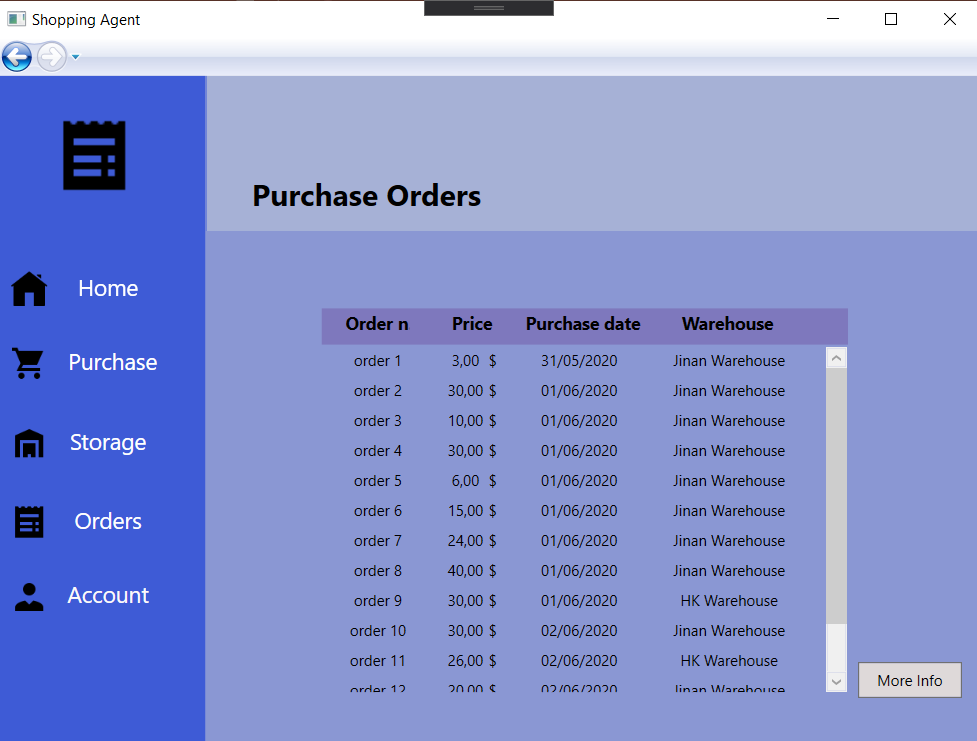 Shopping Agent
Purchase Orders
Home
Purchase
Storage
Orders
Account
Order n Price Purchase date Warehouse
order 1 3,00 $ 31/05/2020 Jinan Warehouse
order 2 30,00 $ 01/06/2020 Jinan Warehouse
order 3 10,00 $ 01/06/2020 Jinan Warehouse
order 4 30,00 $ 01/06/2020 Jinan Warehouse
order 5 6,00 $ 01/06/2020 Jinan Warehouse
order 6 15,00 $ 01/06/2020 Jinan Warehouse
order 7 24,00 $ 01/06/2020 Jinan Warehouse
order 8 40,00 $ 01/06/2020 Jinan Warehouse
order 9 30,00 $ 01/06/2020 HK Warehouse
order 10 30,00 $ 02/06/2020 Jinan Warehouse
order 11 26,00 $ 02/06/2020 HK Warehouse
order 12 20,00 $ 02/06/2020 Jinan Warehouse
More Info